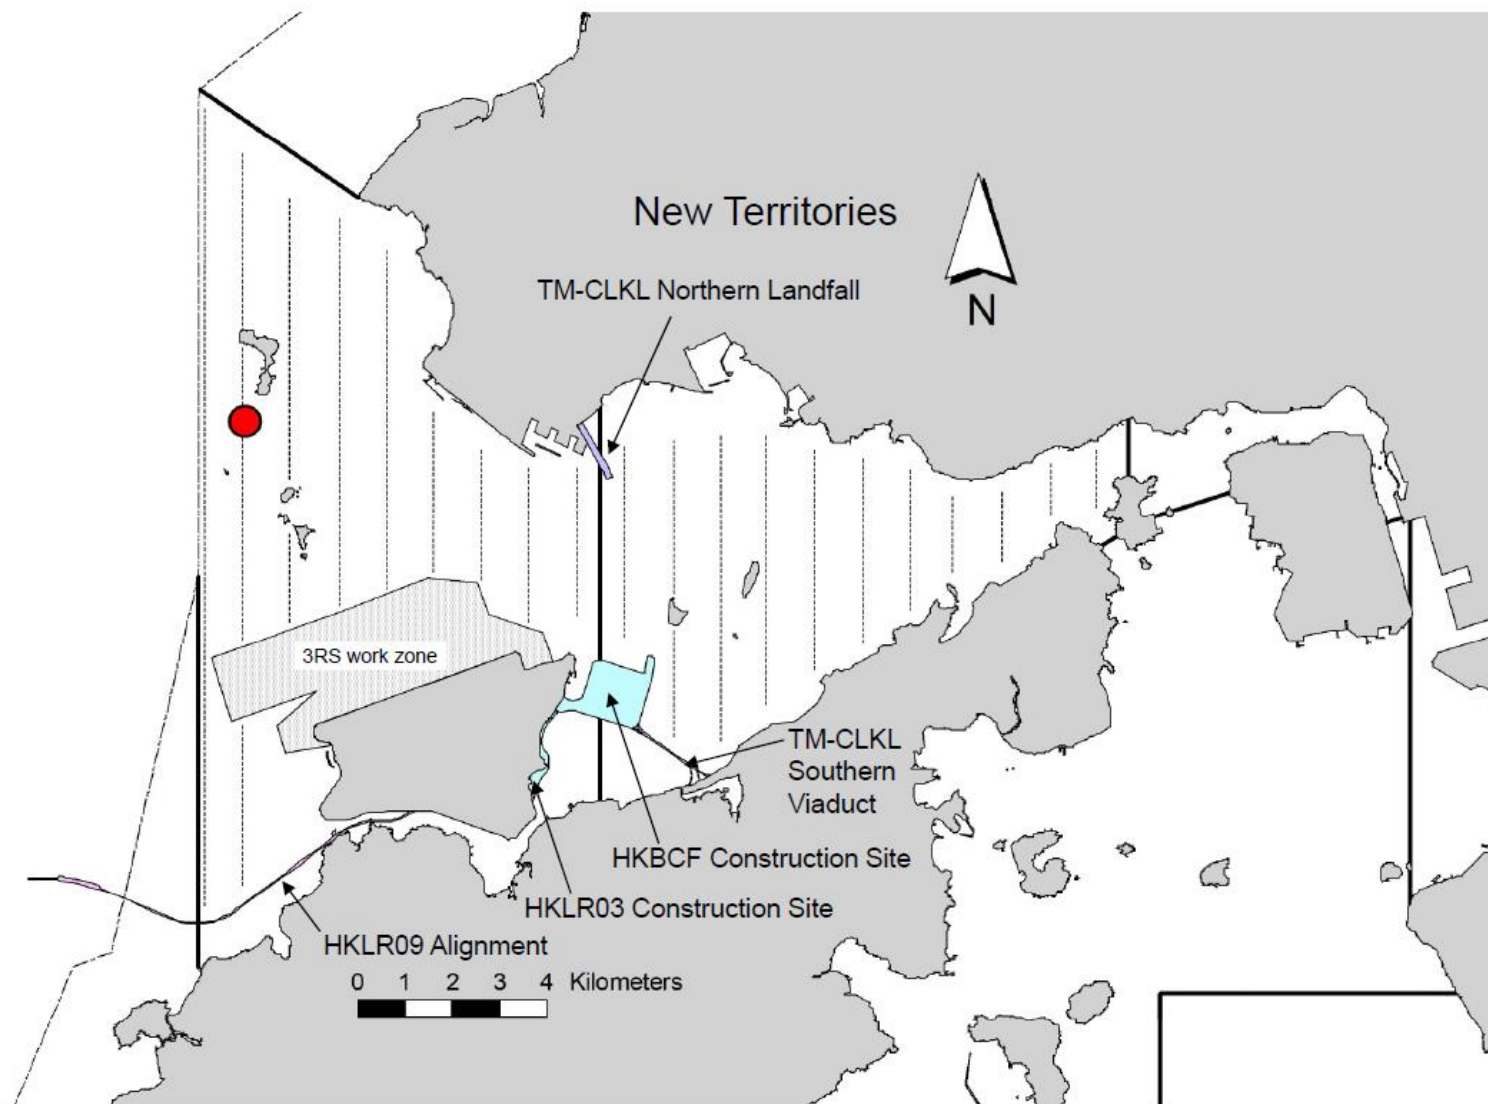 New Territories
TM-CLKL Northern Landfall
N
3RS work zone
TM-CLKL
Southern
Viaduct
HKBCF Construction Site
HKLR03 Construction Site
HKLR09 Alignment
0 1 2 3 4 Kilometers